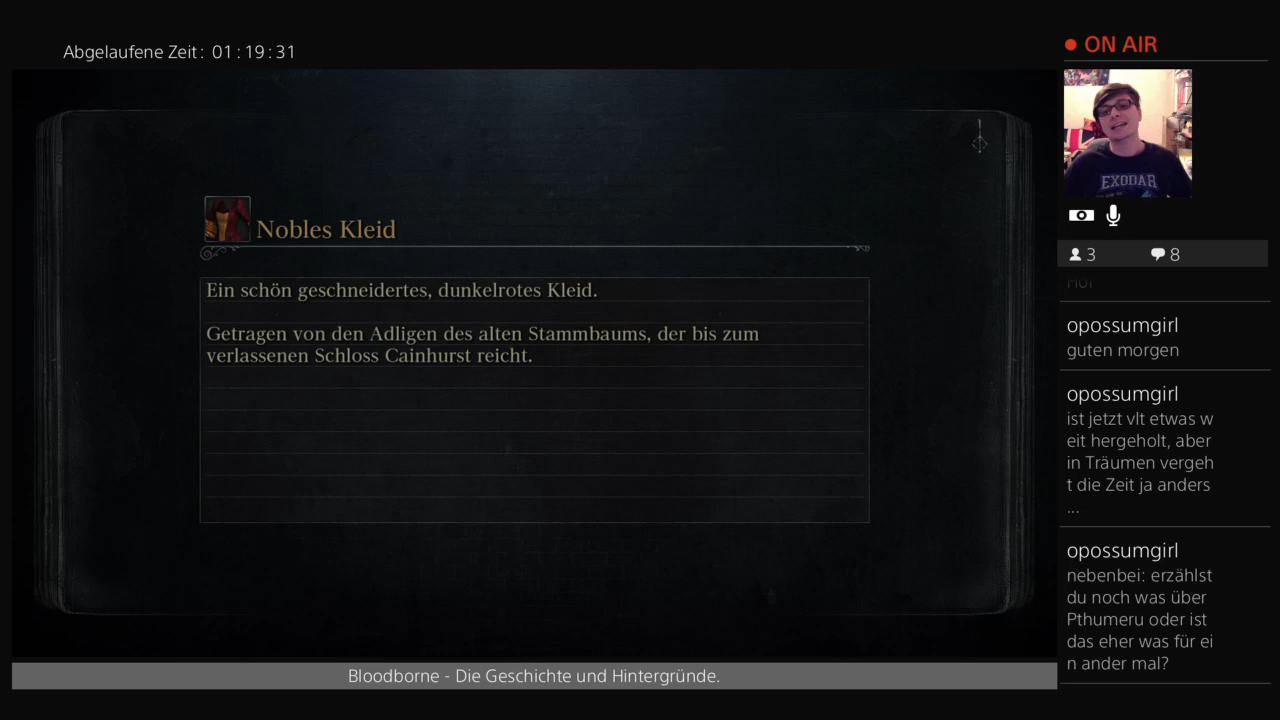 Abgelaufene Zeit: 01:19:31
ON AIR
EXODAR
3
8
Nobles Kleid
Ein schön geschneidertes, dunkelrotes Kleid.
Getragen von den Adligen des alten Stammbaums, der bis zum
verlassenen Schloss Cainhurst reicht.
opossumgirl
guten morgen
opossumgirl
ist jetzt vlt etwas w
eit hergeholt, aber
in Träumen vergeh
t die Zeit ja anders
...
opossumgirl
nebenbei: erzählst
du noch was über
Pthumeru oder ist
das eher was für ei
n ander mal?
Bloodborne - Die Geschichte und Hintergründe.